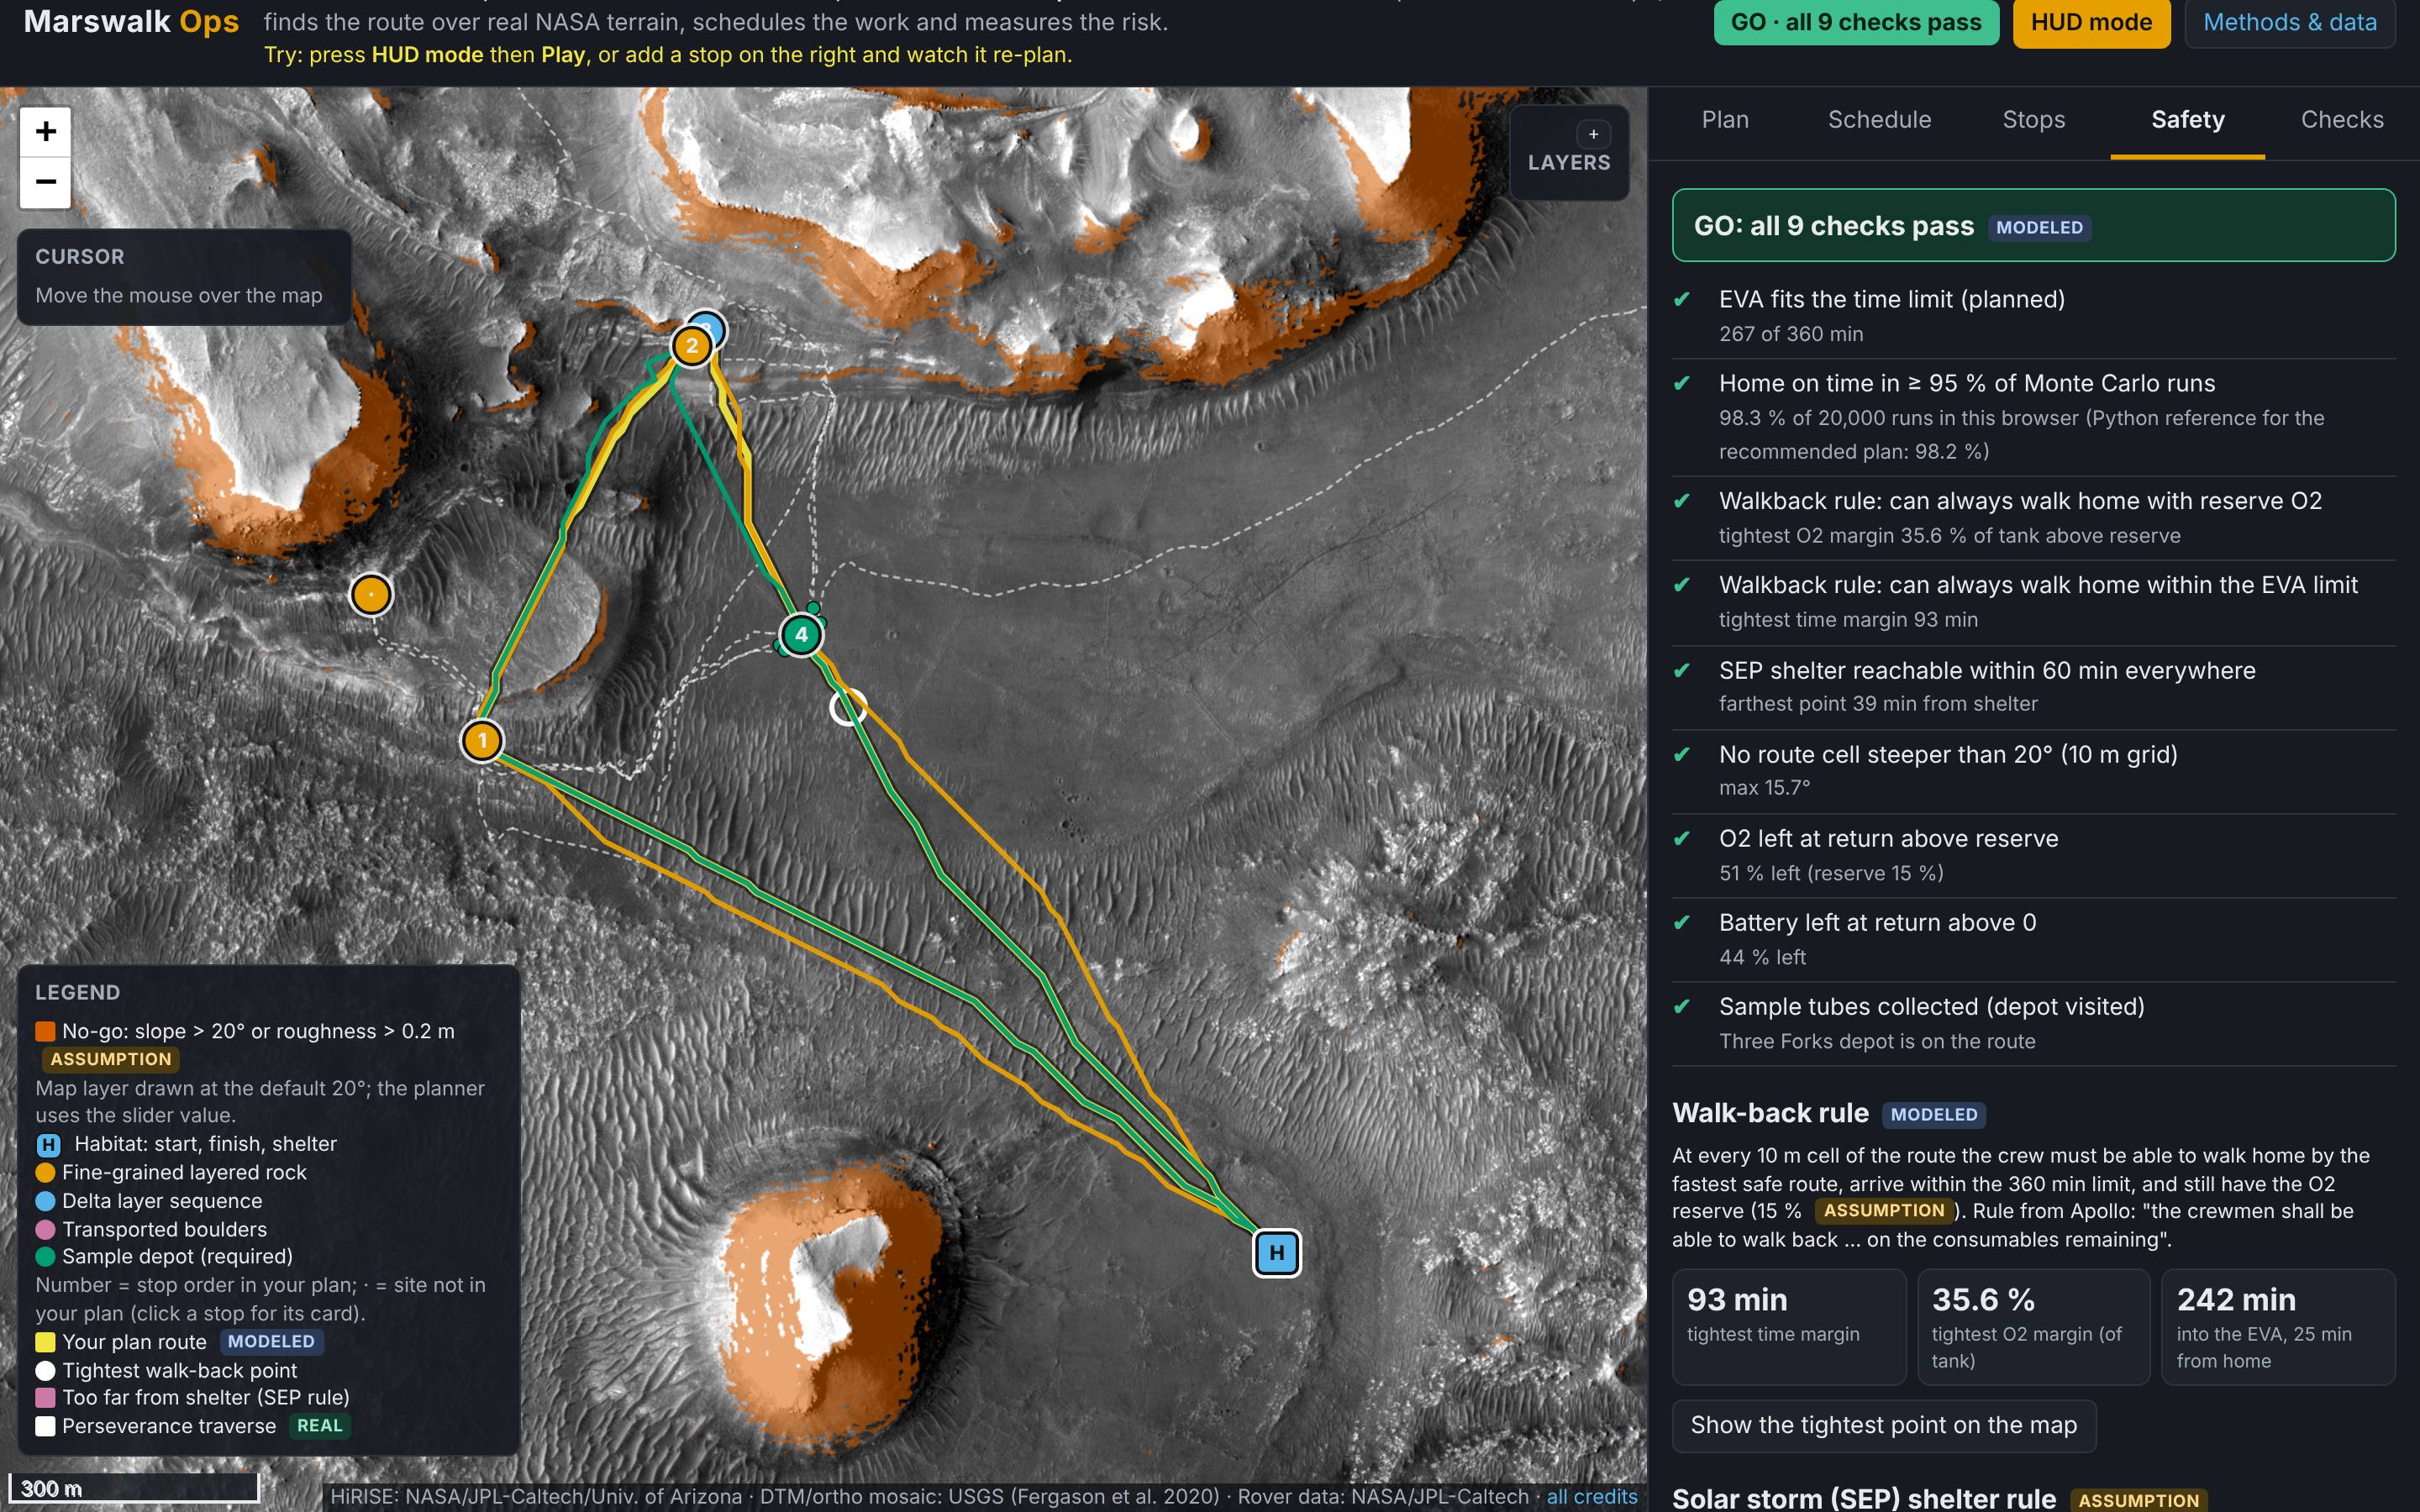 Marswalk Ops
finds the route over real NASA terrain, schedules the work and measures the risk.
Try: press HUD mode then Play, or add a stop on the right and watch it re-plan.
GO · all 9 checks pass
HUD mode
Methods & data
+
−
CURSOR
Move the mouse over the map
+
LAYERS
2
4
1
H
LEGEND
No-go: slope > 20° or roughness > 0.2 m
ASSUMPTION
Map layer drawn at the default 20°; the planner
uses the slider value.
H Habitat: start, finish, shelter
Fine-grained layered rock
Delta layer sequence
Transported boulders
Sample depot (required)
Number = stop order in your plan; · = site not in
your plan (click a stop for its card).
Your plan route MODELED
Tightest walk-back point
Too far from shelter (SEP rule)
Perseverance traverse REAL
300 m
HiRISE: NASA/JPL-Caltech/Univ. of Arizona · DTM/ortho mosaic: USGS (Fergason et al. 2020) · Rover data: NASA/JPL-Caltech · all credits
Plan Schedule Stops Safety Checks
GO: all 9 checks pass MODELED
✔ EVA fits the time limit (planned)
267 of 360 min
✔ Home on time in ≥ 95 % of Monte Carlo runs
98.3 % of 20,000 runs in this browser (Python reference for the
recommended plan: 98.2 %)
✔ Walkback rule: can always walk home with reserve O2
tightest O2 margin 35.6 % of tank above reserve
✔ Walkback rule: can always walk home within the EVA limit
tightest time margin 93 min
✔ SEP shelter reachable within 60 min everywhere
farthest point 39 min from shelter
✔ No route cell steeper than 20° (10 m grid)
max 15.7°
✔ O2 left at return above reserve
51 % left (reserve 15 %)
✔ Battery left at return above 0
44 % left
✔ Sample tubes collected (depot visited)
Three Forks depot is on the route
Walk-back rule MODELED
At every 10 m cell of the route the crew must be able to walk home by the
fastest safe route, arrive within the 360 min limit, and still have the O2
reserve (15 % ASSUMPTION). Rule from Apollo: "the crewmen shall be
able to walk back ... on the consumables remaining".
93 min
tightest time margin
35.6 %
tightest O2 margin (of
tank)
242 min
into the EVA, 25 min
from home
Show the tightest point on the map
Solar storm (SEP) shelter rule ASSUMPTION